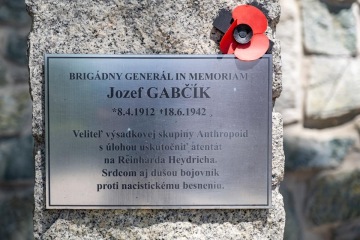 BRIGÁDNY GENERÁL IN MEMORIAM
Jozef GABČÍK
*8.4.1912 +18.6.1942
Veliteľ výsadkovej skupiny Anthropoid
s úlohou uskutočniť atentát
na Reinharda Heydricha.
Srdcom aj dušou bojovník
proti nacistickému besneniu.